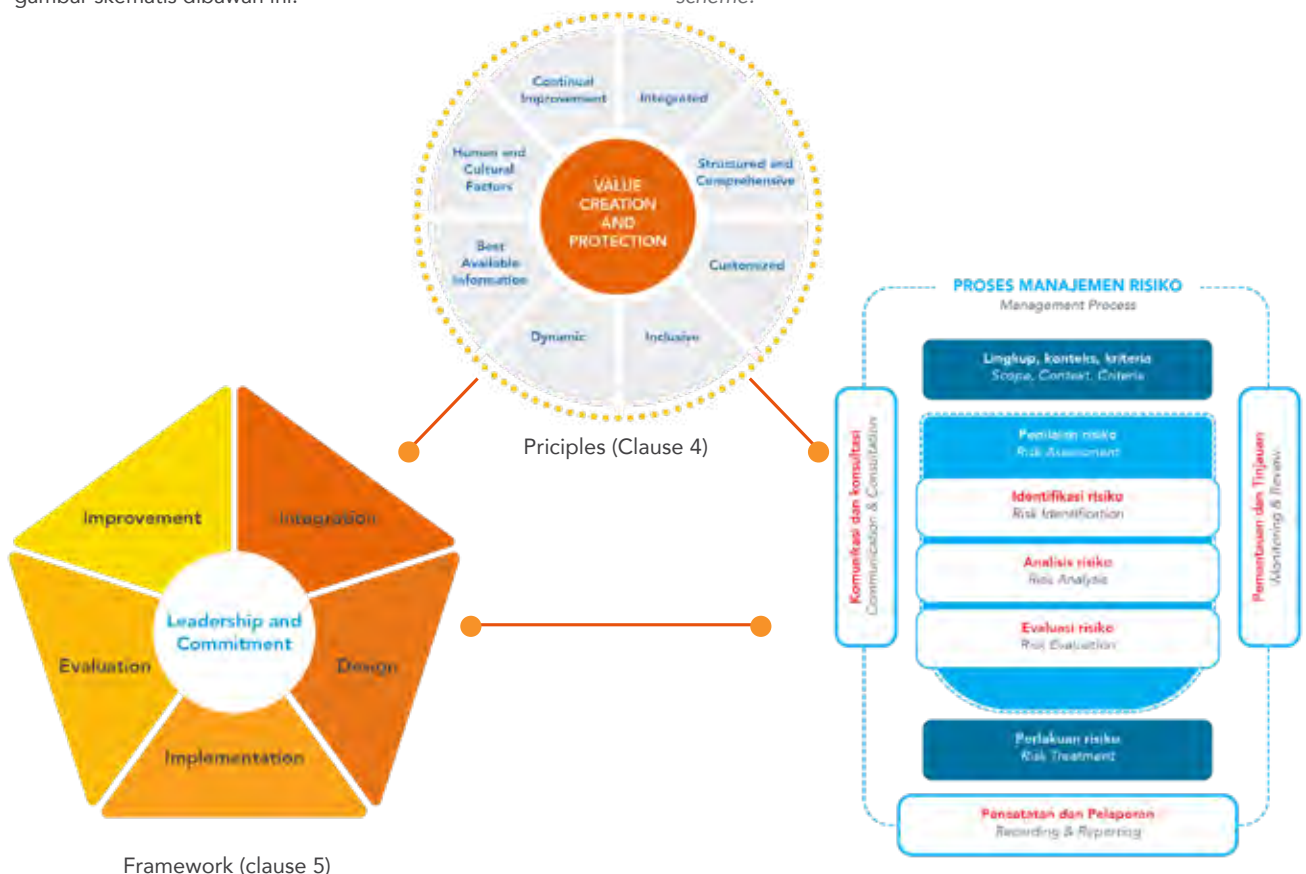 gambar skematis dibawah ini.
scheme.
Continual
Improvement
Integrated
Human and
Cultural
Factors
Structured and
Comprehensive
VALUE
CREATION
AND
PROTECTION
Best
Available
Information
Customized
Dynamic
Inclusive
Priciples (Clause 4)
Improvement
Integration
Leadership and
Commitment
Evaluation
Design
Implementation
Framework (clause 5)
PROSES MANAJEMEN RISIKO
Management Process
Lingkup, konteks, kriteria
Scope, Context, Criteria
Komunikasi dan konsultasi
Communication & Consultation
Penilaian risiko
Risk Assessment
Identifikasi risiko
Risk Identification
Analisis risiko
Risk Analysis
Evaluasi risiko
Risk Evaluation
Pemantauan dan Tinjauan
Monitoring & Review
Perlakuan risiko
Risk Treatment
Pencatatan dan Pelaporan
Recording & Reporting